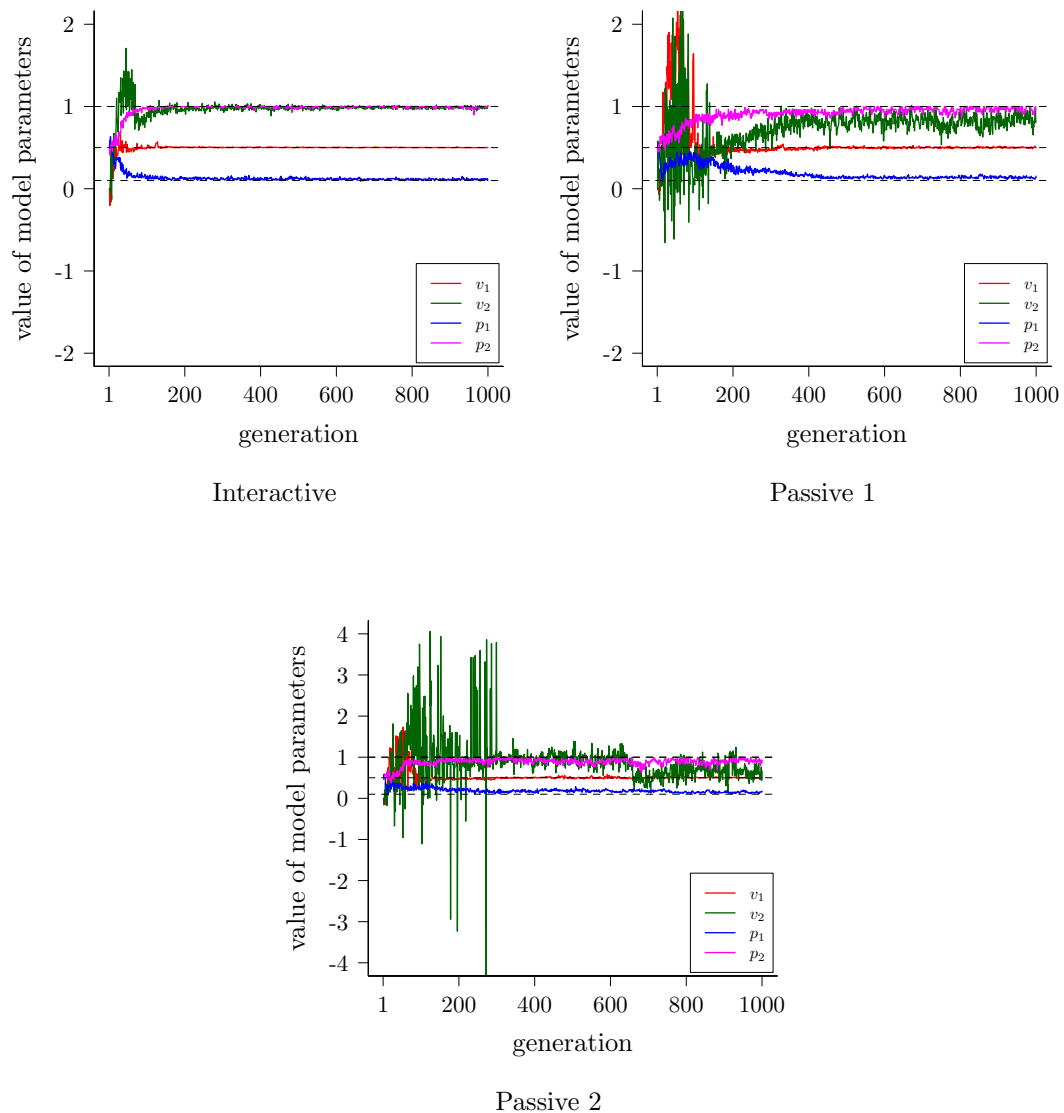 value of model parameters
2
1
0
-1
-2
v1
v2
p1
p2
1 200 400 600 800 1000
generation
Interactive
value of model parameters
2
1
0
-1
-2
v1
v2
p1
p2
1 200 400 600 800 1000
generation
Passive 1
value of model parameters
4
3
2
1
0
-1
-2
-3
-4
v1
v2
p1
p2
1 200 400 600 800 1000
generation
Passive 2